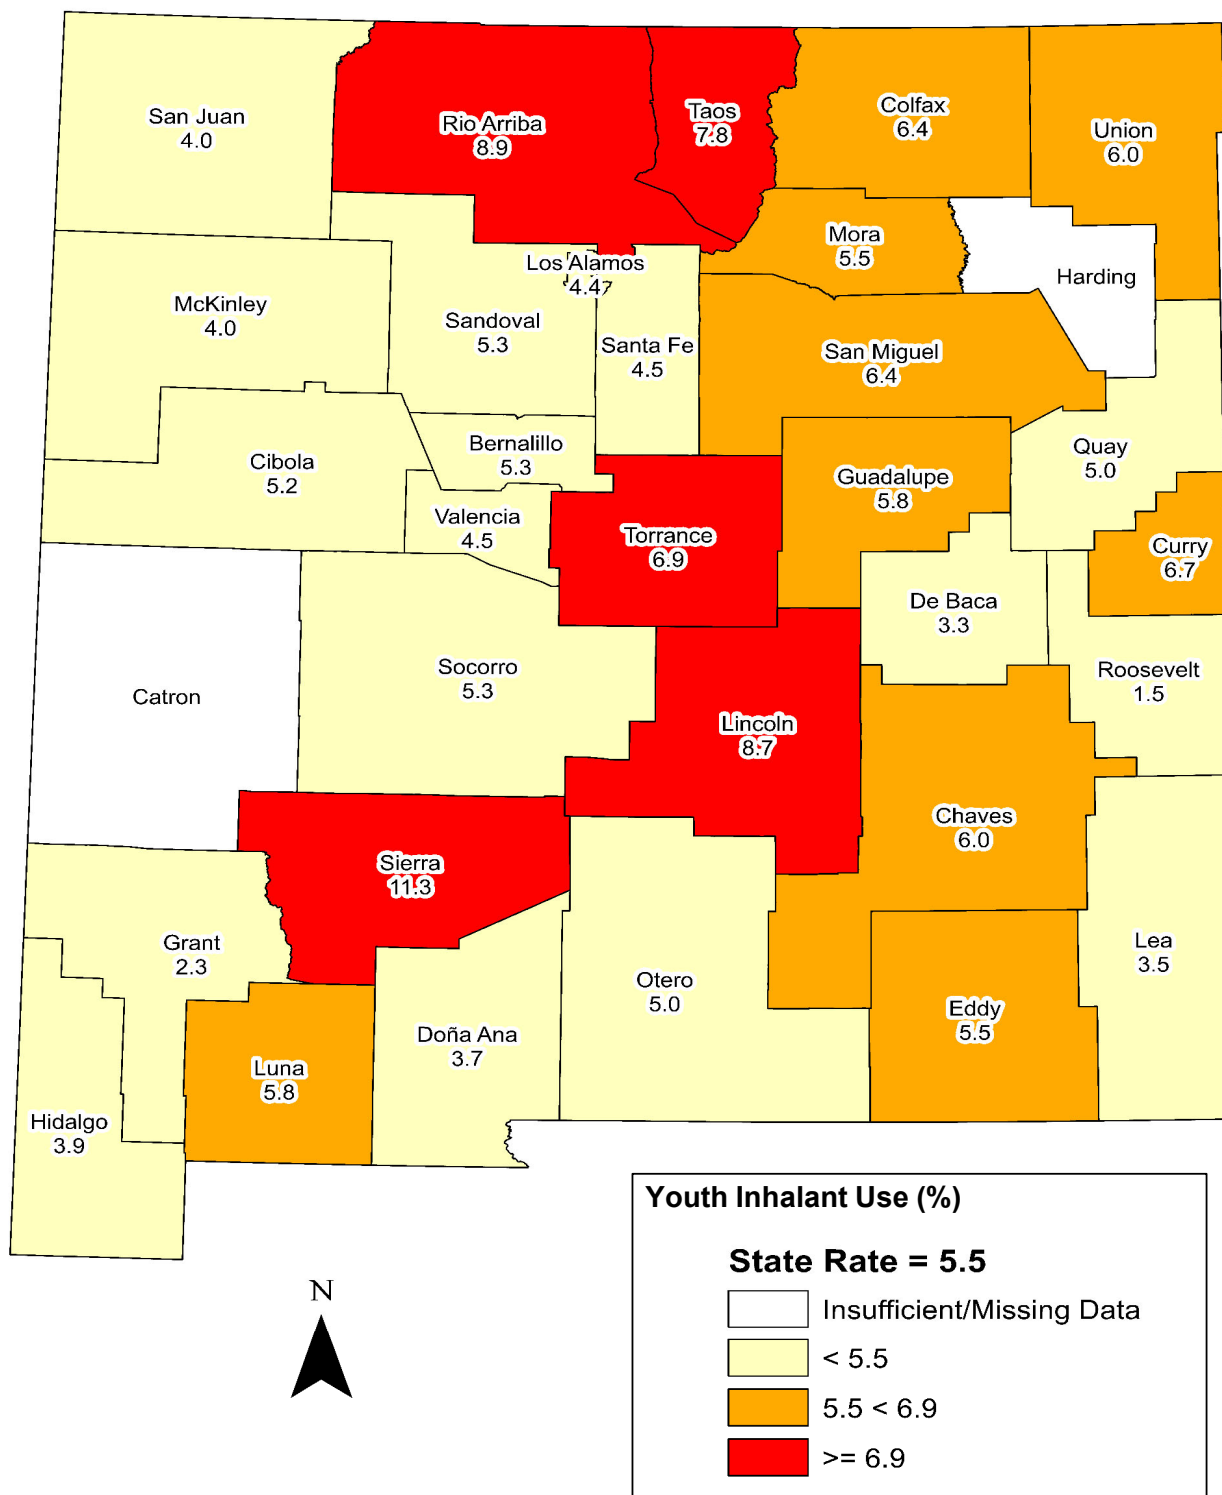 San Juan
4.0
Rio Arriba
8.9
Taos
7.8
Colfax
6.4
Union
6.0
Mora
5.5
Harding
Los Alamos
4.4
McKinley
4.0
Sandoval
5.3
Santa Fe
4.5
San Miguel
6.4
Bernalillo
5.3
Cibola
5.2
Quay
5.0
Guadalupe
5.8
Valencia
4.5
Torrance
6.9
Curry
6.7
De Baca
3.3
Socorro
5.3
Roosevelt
1.5
Catron
Lincoln
8.7
Chaves
6.0
Sierra
11.3
Grant
2.3
Lea
3.5
Otero
5.0
Eddy
5.5
Doña Ana
3.7
Luna
5.8
Hidalgo
3.9
N
Youth Inhalant Use (%)
State Rate = 5.5
Insufficient/Missing Data
< 5.5
5.5 < 6.9
>= 6.9